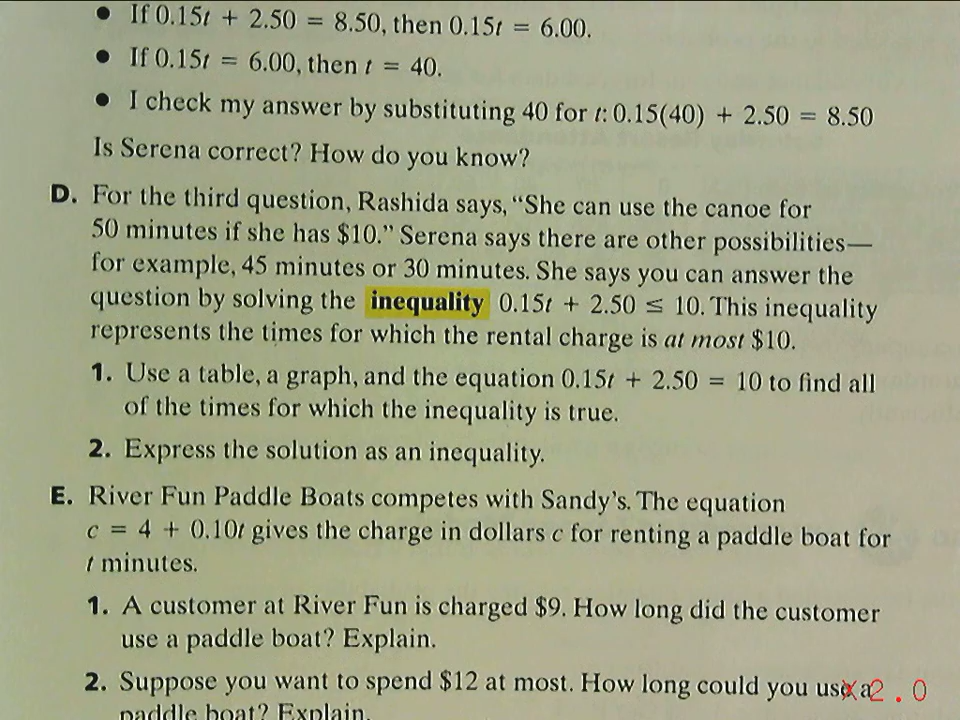 • If 0.15t + 2.50 = 8.50, then 0.15t = 6.00.
• If 0.15t = 6.00, then t = 40.
• I check my answer by substituting 40 for t: 0.15(40) + 2.50 = 8.50
Is Serena correct? How do you know?
D. For the third question, Rashida says, “She can use the canoe for
50 minutes if she has $10.” Serena says there are other possibilities—
for example, 45 minutes or 30 minutes. She says you can answer the
question by solving the inequality 0.15t + 2.50 ≤ 10. This inequality
represents the times for which the rental charge is at most $10.
1. Use a table, a graph, and the equation 0.15t + 2.50 = 10 to find all
of the times for which the inequality is true.
2. Express the solution as an inequality.
E. River Fun Paddle Boats competes with Sandy’s. The equation
c = 4 + 0.10t gives the charge in dollars c for renting a paddle boat for
t minutes.
1. A customer at River Fun is charged $9. How long did the customer
use a paddle boat? Explain.
2. Suppose you want to spend $12 at most. How long could you use a
paddle boat? Explain.
X2.0